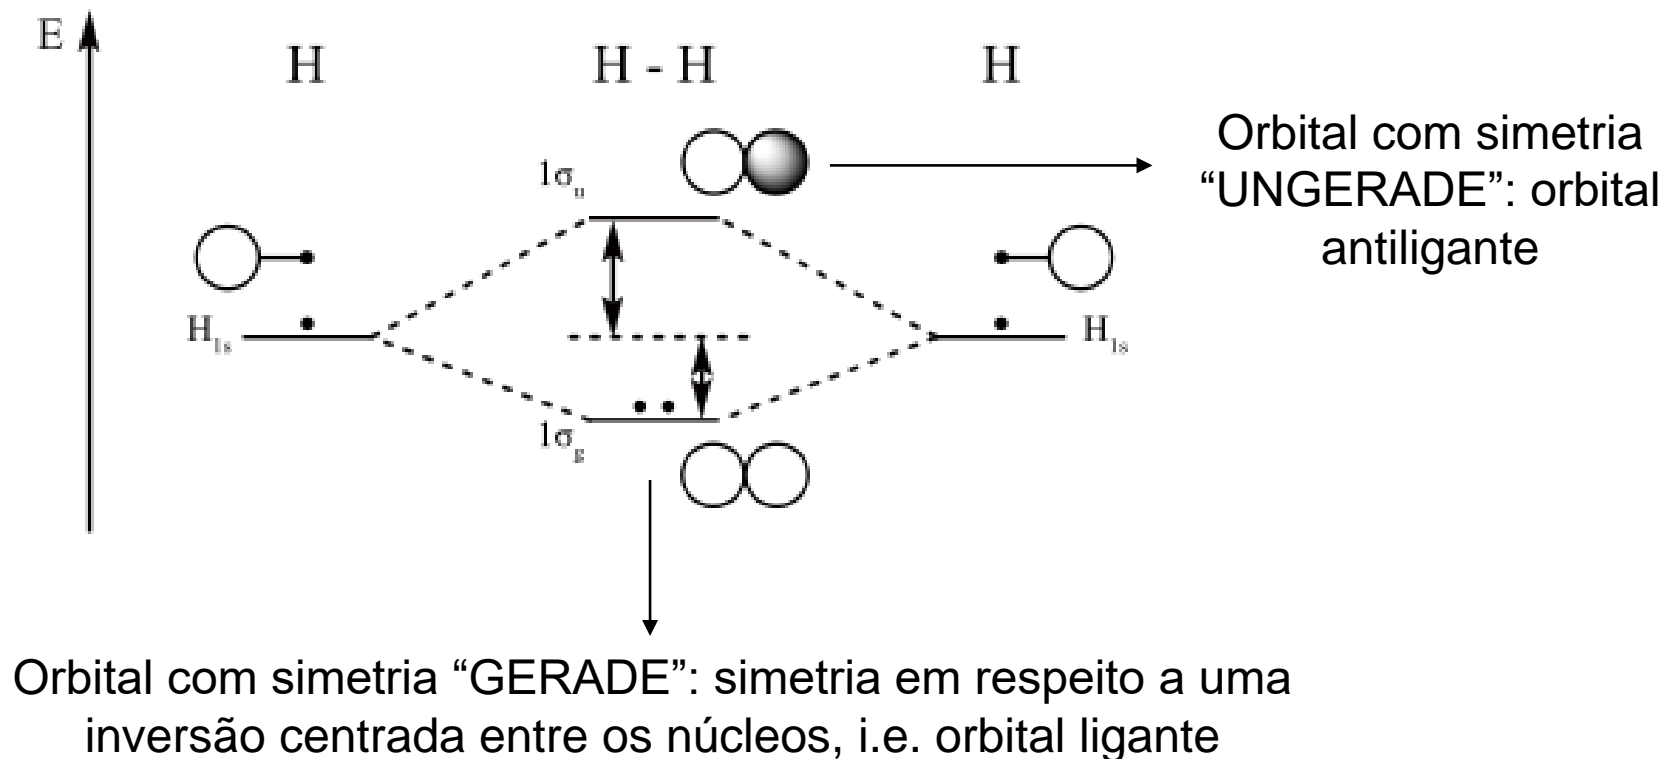 E
H
H - H
H
Orbital com simetria
“UNGERADE”: orbital
antiligante
1σu
H1s
H1s
1σg
Orbital com simetria “GERADE”: simetria em respeito a uma
inversão centrada entre os núcleos, i.e. orbital ligante